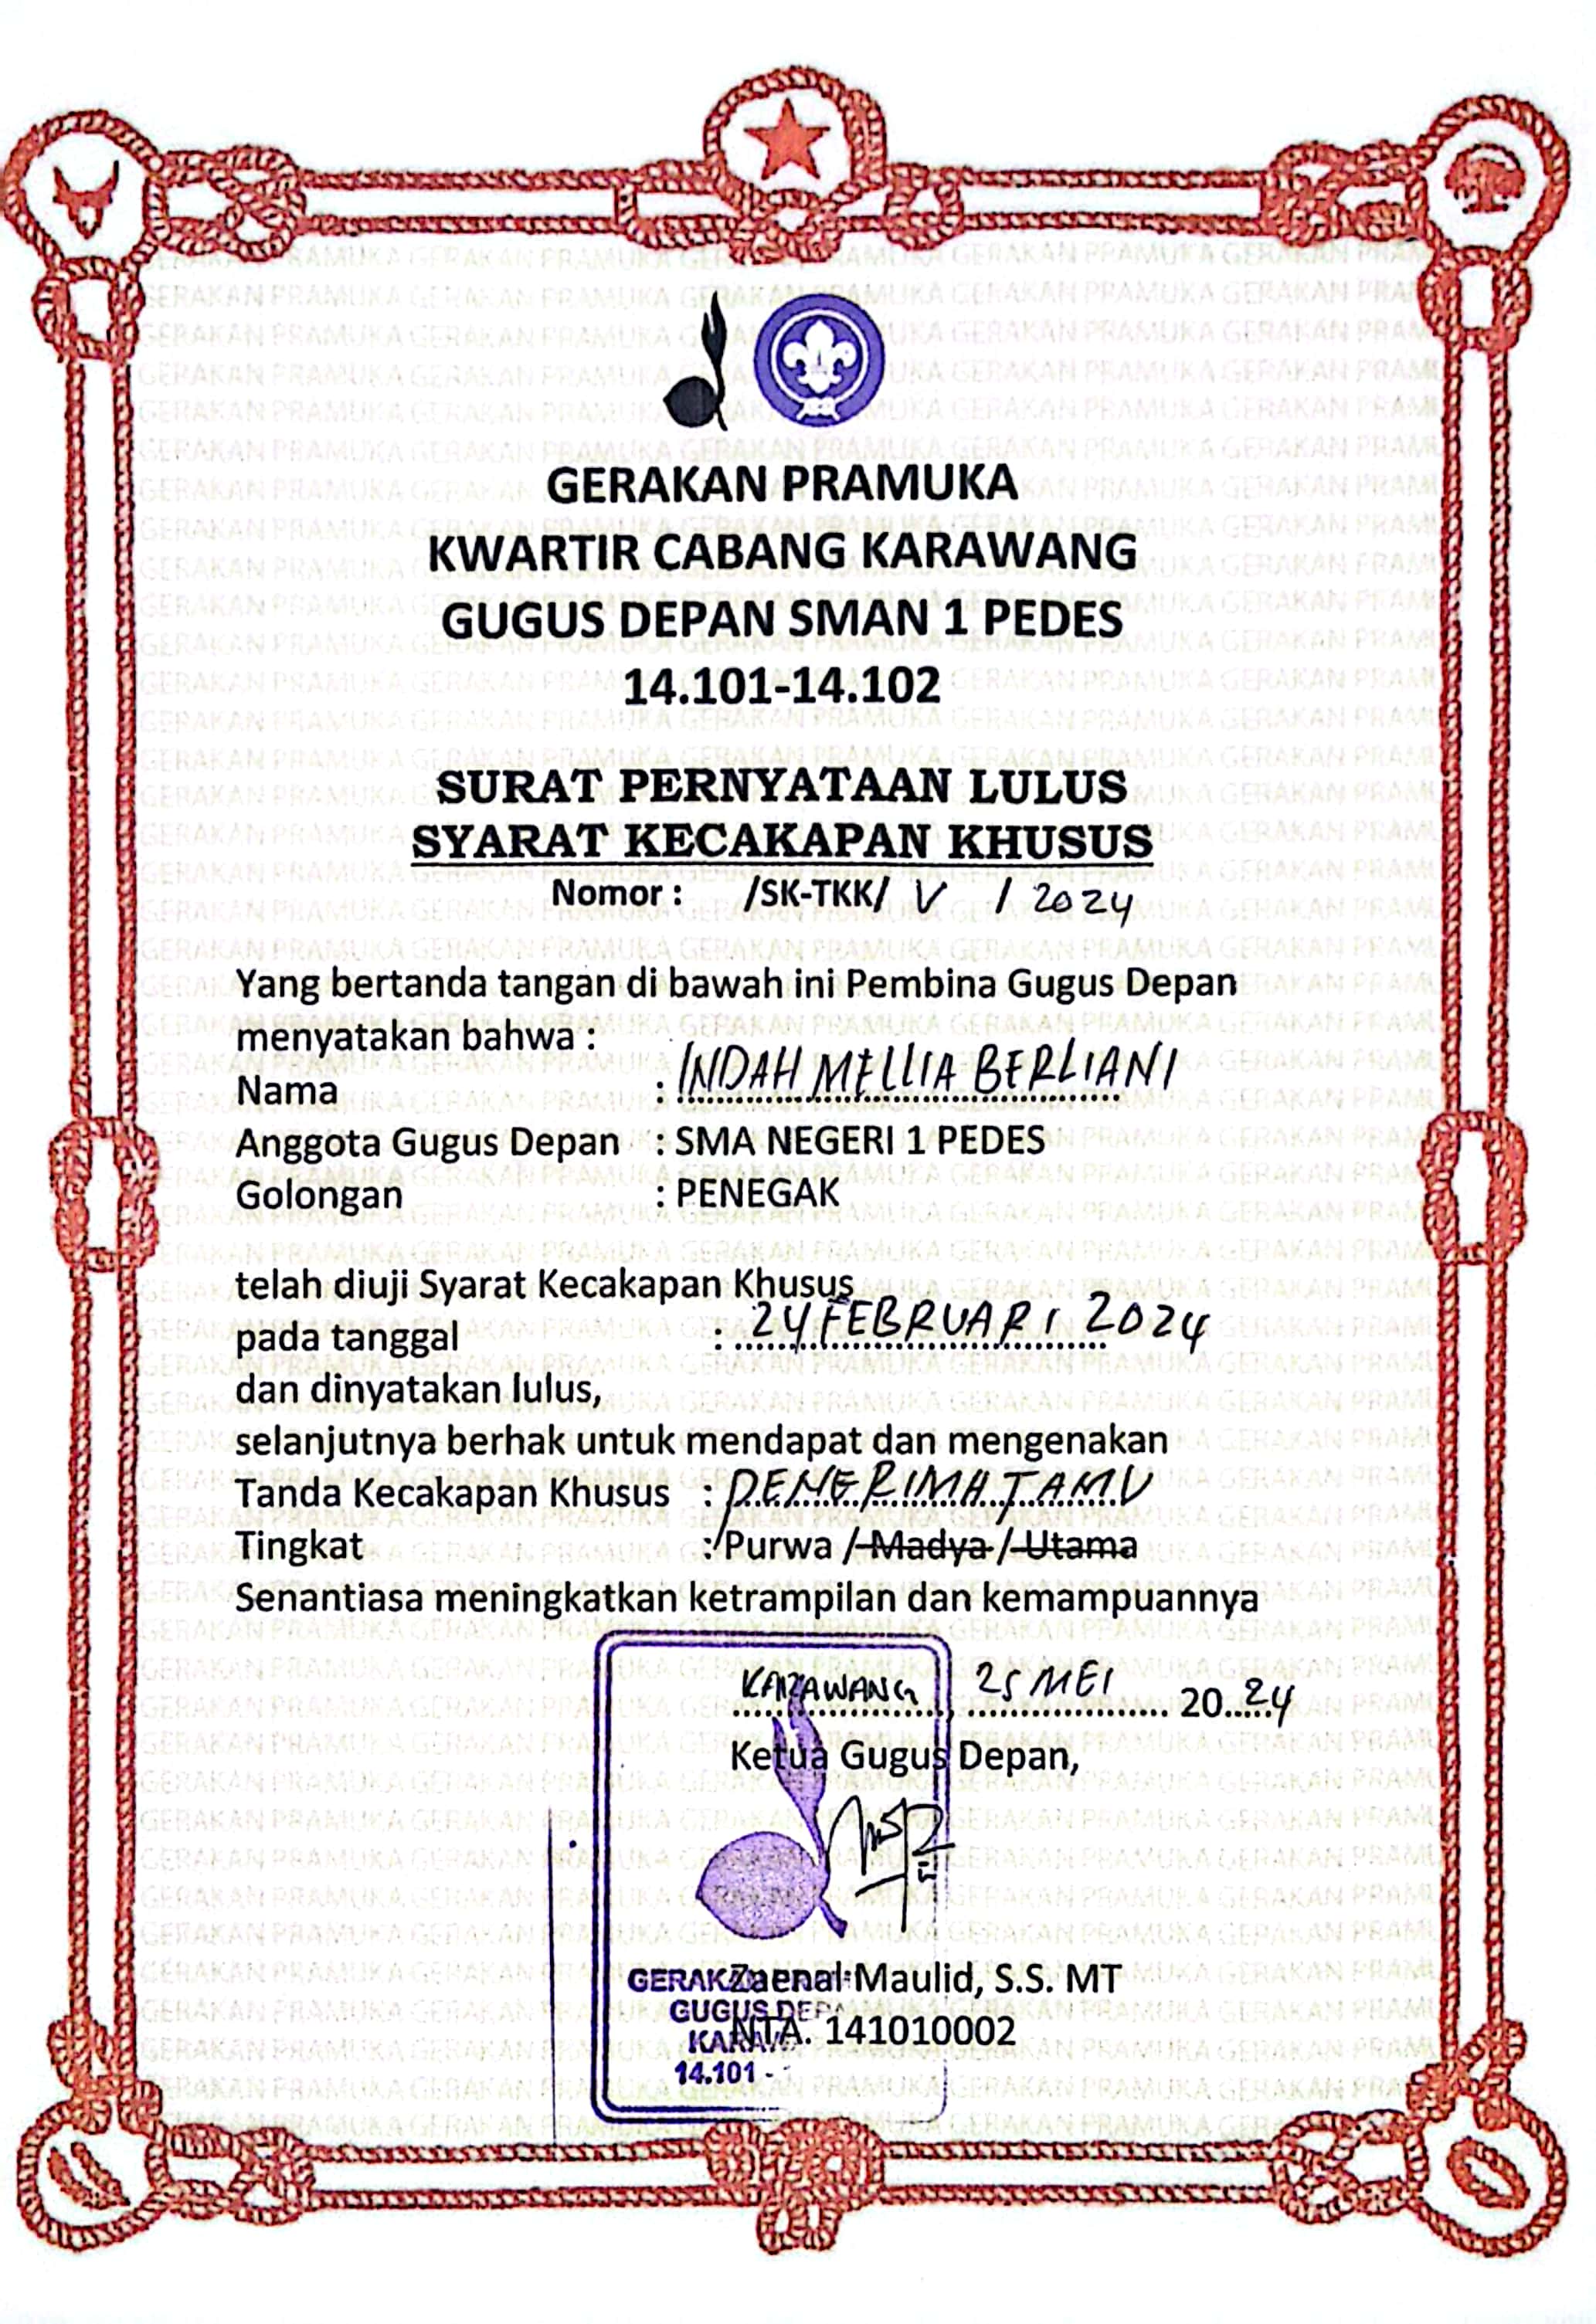 GERAKAN PRAMUKA
KWARTIR CABANG KARAWANG
GUGUS DEPAN SMAN 1 PEDES
14.101-14.102
SURAT PERNYATAAN LULUS
SYARAT KECAKAPAN KHUSUS
Nomor : /SK-TKK/ V / 2024
Yang bertanda tangan di bawah ini Pembina Gugus Depan
menyatakan bahwa :
Nama : INDAH MELLIA BERLIANI
Anggota Gugus Depan : SMA NEGERI 1 PEDES
Golongan : PENEGAK
telah diuji Syarat Kecakapan Khusus
pada tanggal : 24 FEBRUARI 2024
dan dinyatakan lulus,
selanjutnya berhak untuk mendapat dan mengenakan
Tanda Kecakapan Khusus : PENERIMA TAMU
Tingkat : Purwa / Madya / Utama
Senantiasa meningkatkan ketrampilan dan kemampuannya
KARAWANG, 25 MEI 2024
Ketua Gugus Depan,
Zaenal Maulid, S.S. MT
NTA. 141010002
GUGUS DEPA
14.101 -